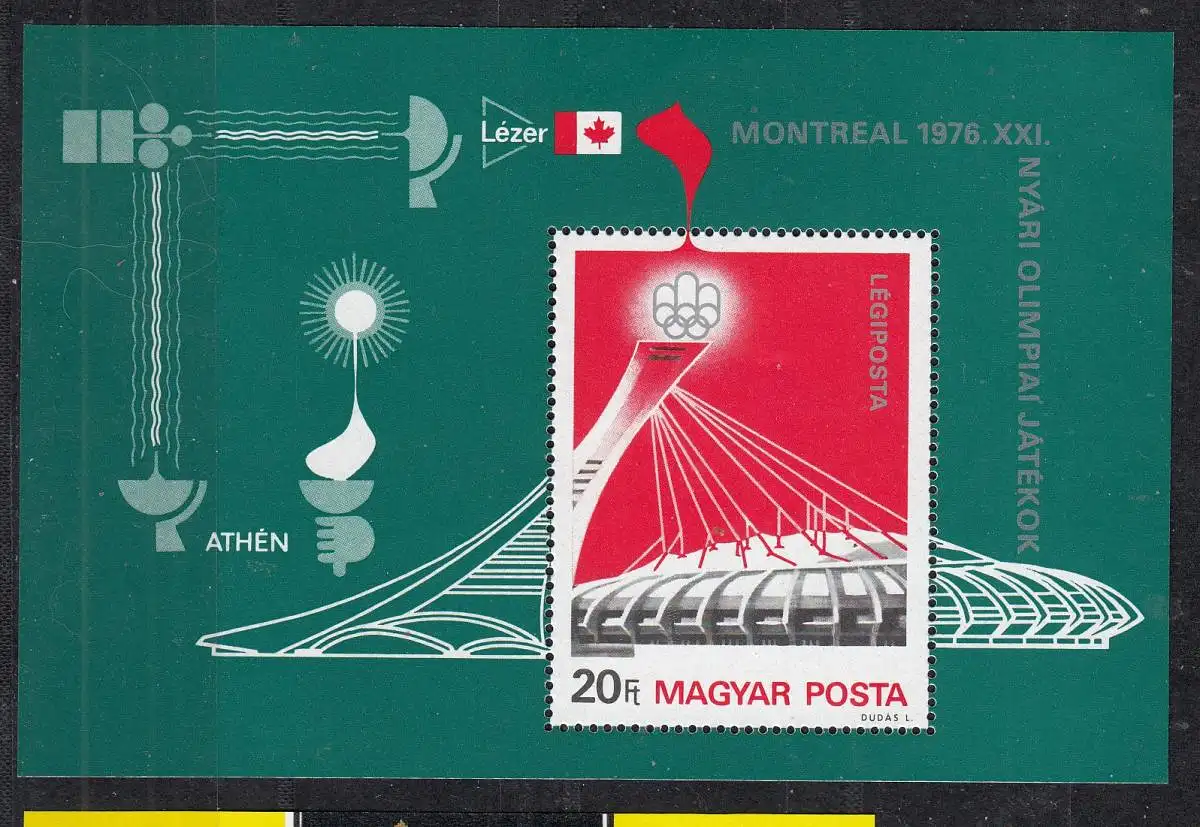 Lézer
MONTREAL 1976. XXI.
NYÁRI OLIMPIAI JÁTÉKOK
LÉGIPOSTA
ATHÉN
20Ft MAGYAR POSTA
DUDÁS L.